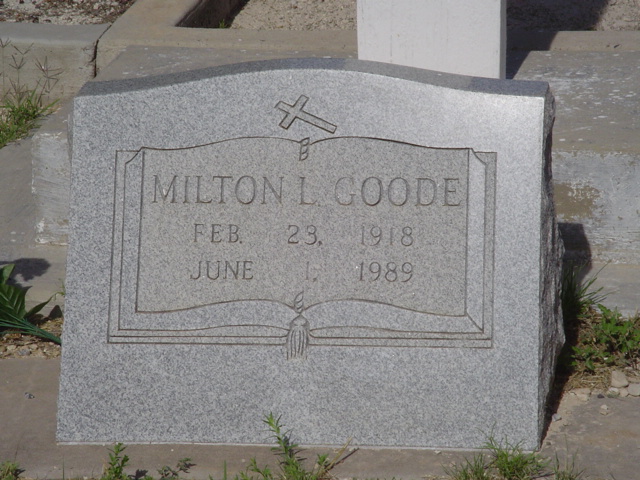 MILTON L. GOODE
FEB. 23. 1918
JUNE 1. 1989